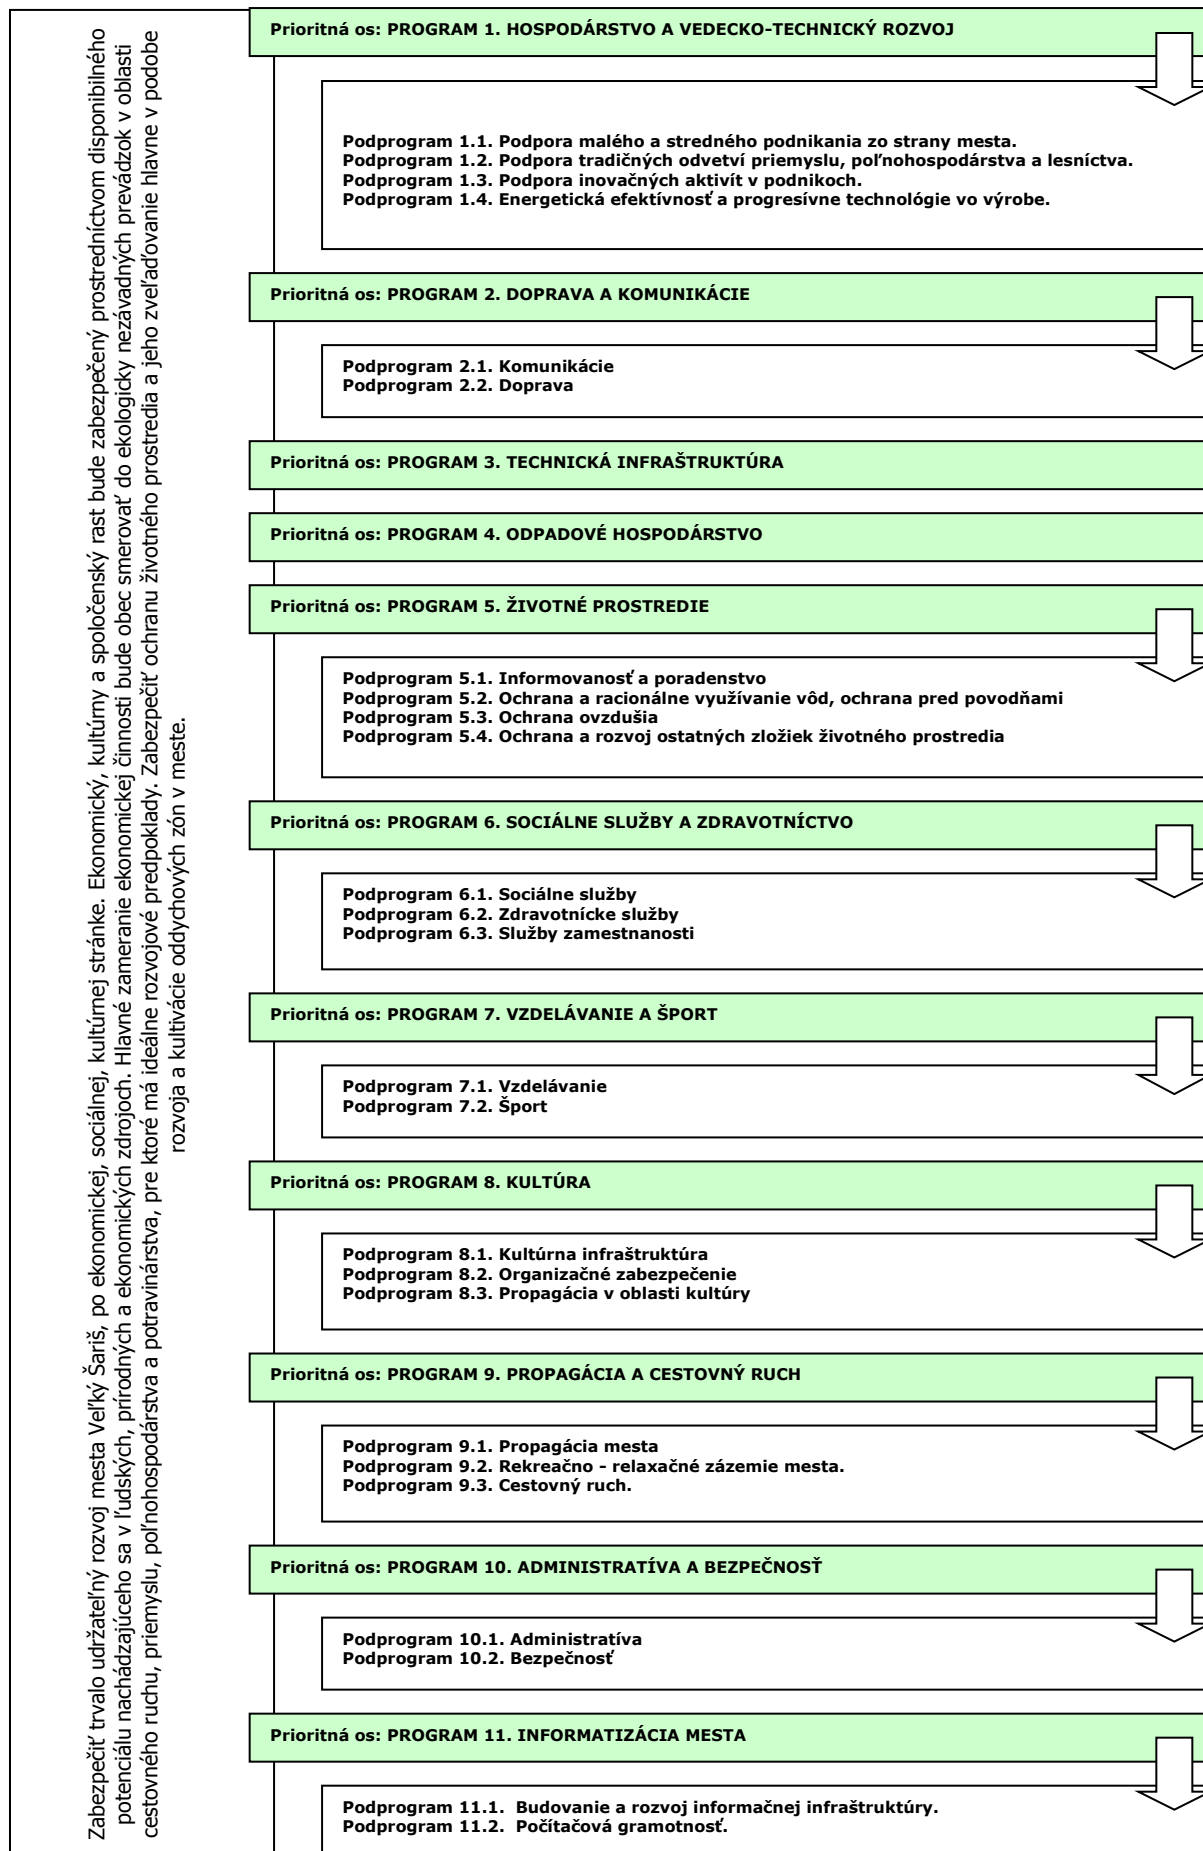 Zabezpečiť trvalo udržateľný rozvoj mesta Veľký Šariš, po ekonomickej, sociálnej, kultúrnej stránke. Ekonomický, kultúrny a spoločenský rast bude zabezpečený prostredníctvom disponibilného
potenciálu nachádzajúceho sa v ľudských, prírodných a ekonomických zdrojoch. Hlavné zameranie ekonomickej činnosti bude obec smerovať do ekologicky nezávadných prevádzok v oblasti
cestovného ruchu, priemyslu, poľnohospodárstva a potravinárstva, pre ktoré má ideálne rozvojové predpoklady. Zabezpečiť ochranu životného prostredia a jeho zveľaďovanie hlavne v podobe
rozvoja a kultivácie oddychových zón v meste.
Prioritná os: PROGRAM 1. HOSPODÁRSTVO A VEDECKO-TECHNICKÝ ROZVOJ
Podprogram 1.1. Podpora malého a stredného podnikania zo strany mesta.
Podprogram 1.2. Podpora tradičných odvetví priemyslu, poľnohospodárstva a lesníctva.
Podprogram 1.3. Podpora inovačných aktivít v podnikoch.
Podprogram 1.4. Energetická efektívnosť a progresívne technológie vo výrobe.
Prioritná os: PROGRAM 2. DOPRAVA A KOMUNIKÁCIE
Podprogram 2.1. Komunikácie
Podprogram 2.2. Doprava
Prioritná os: PROGRAM 3. TECHNICKÁ INFRAŠTRUKTÚRA
Prioritná os: PROGRAM 4. ODPADOVÉ HOSPODÁRSTVO
Prioritná os: PROGRAM 5. ŽIVOTNÉ PROSTREDIE
Podprogram 5.1. Informovanosť a poradenstvo
Podprogram 5.2. Ochrana a racionálne využívanie vôd, ochrana pred povodňami
Podprogram 5.3. Ochrana ovzdušia
Podprogram 5.4. Ochrana a rozvoj ostatných zložiek životného prostredia
Prioritná os: PROGRAM 6. SOCIÁLNE SLUŽBY A ZDRAVOTNÍCTVO
Podprogram 6.1. Sociálne služby
Podprogram 6.2. Zdravotnícke služby
Podprogram 6.3. Služby zamestnanosti
Prioritná os: PROGRAM 7. VZDELÁVANIE A ŠPORT
Podprogram 7.1. Vzdelávanie
Podprogram 7.2. Šport
Prioritná os: PROGRAM 8. KULTÚRA
Podprogram 8.1. Kultúrna infraštruktúra
Podprogram 8.2. Organizačné zabezpečenie
Podprogram 8.3. Propagácia v oblasti kultúry
Prioritná os: PROGRAM 9. PROPAGÁCIA A CESTOVNÝ RUCH
Podprogram 9.1. Propagácia mesta
Podprogram 9.2. Rekreačno - relaxačné zázemie mesta.
Podprogram 9.3. Cestovný ruch.
Prioritná os: PROGRAM 10. ADMINISTRATÍVA A BEZPEČNOSŤ
Podprogram 10.1. Administratíva
Podprogram 10.2. Bezpečnosť
Prioritná os: PROGRAM 11. INFORMATIZÁCIA MESTA
Podprogram 11.1. Budovanie a rozvoj informačnej infraštruktúry.
Podprogram 11.2. Počítačová gramotnosť.